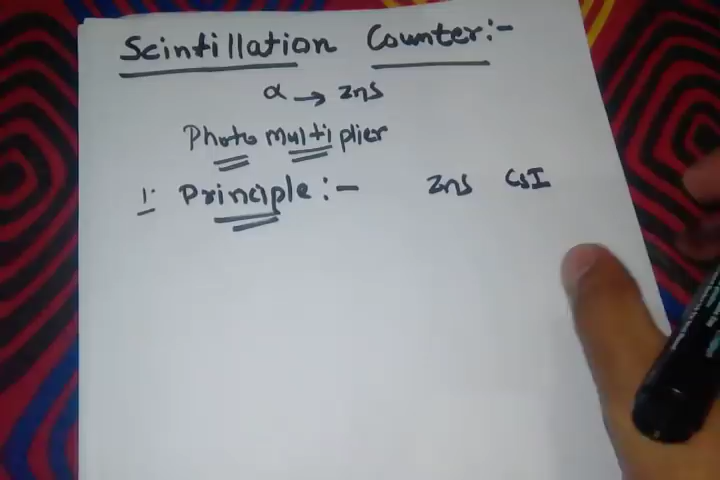 Scintillation Counter:-
α → ZnS
Photo multiplier
1: Principle:- ZnS CsI